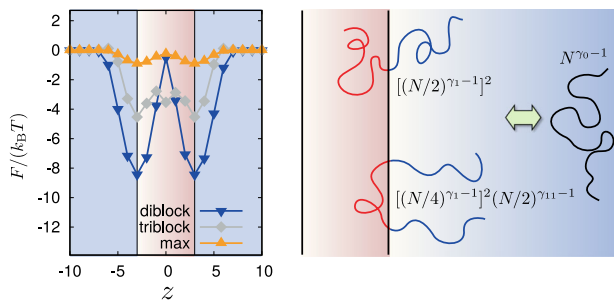 0
-2
-4
-6
-8
-10
-12
F/(k_BT)
diblock
triblock
max
-10 -5 0 5 10
z
[(N/2)^{γ_1-1}]^2
N^{γ_0-1}
[(N/4)^{γ_1-1}]^2(N/2)^{γ_{11}-1}